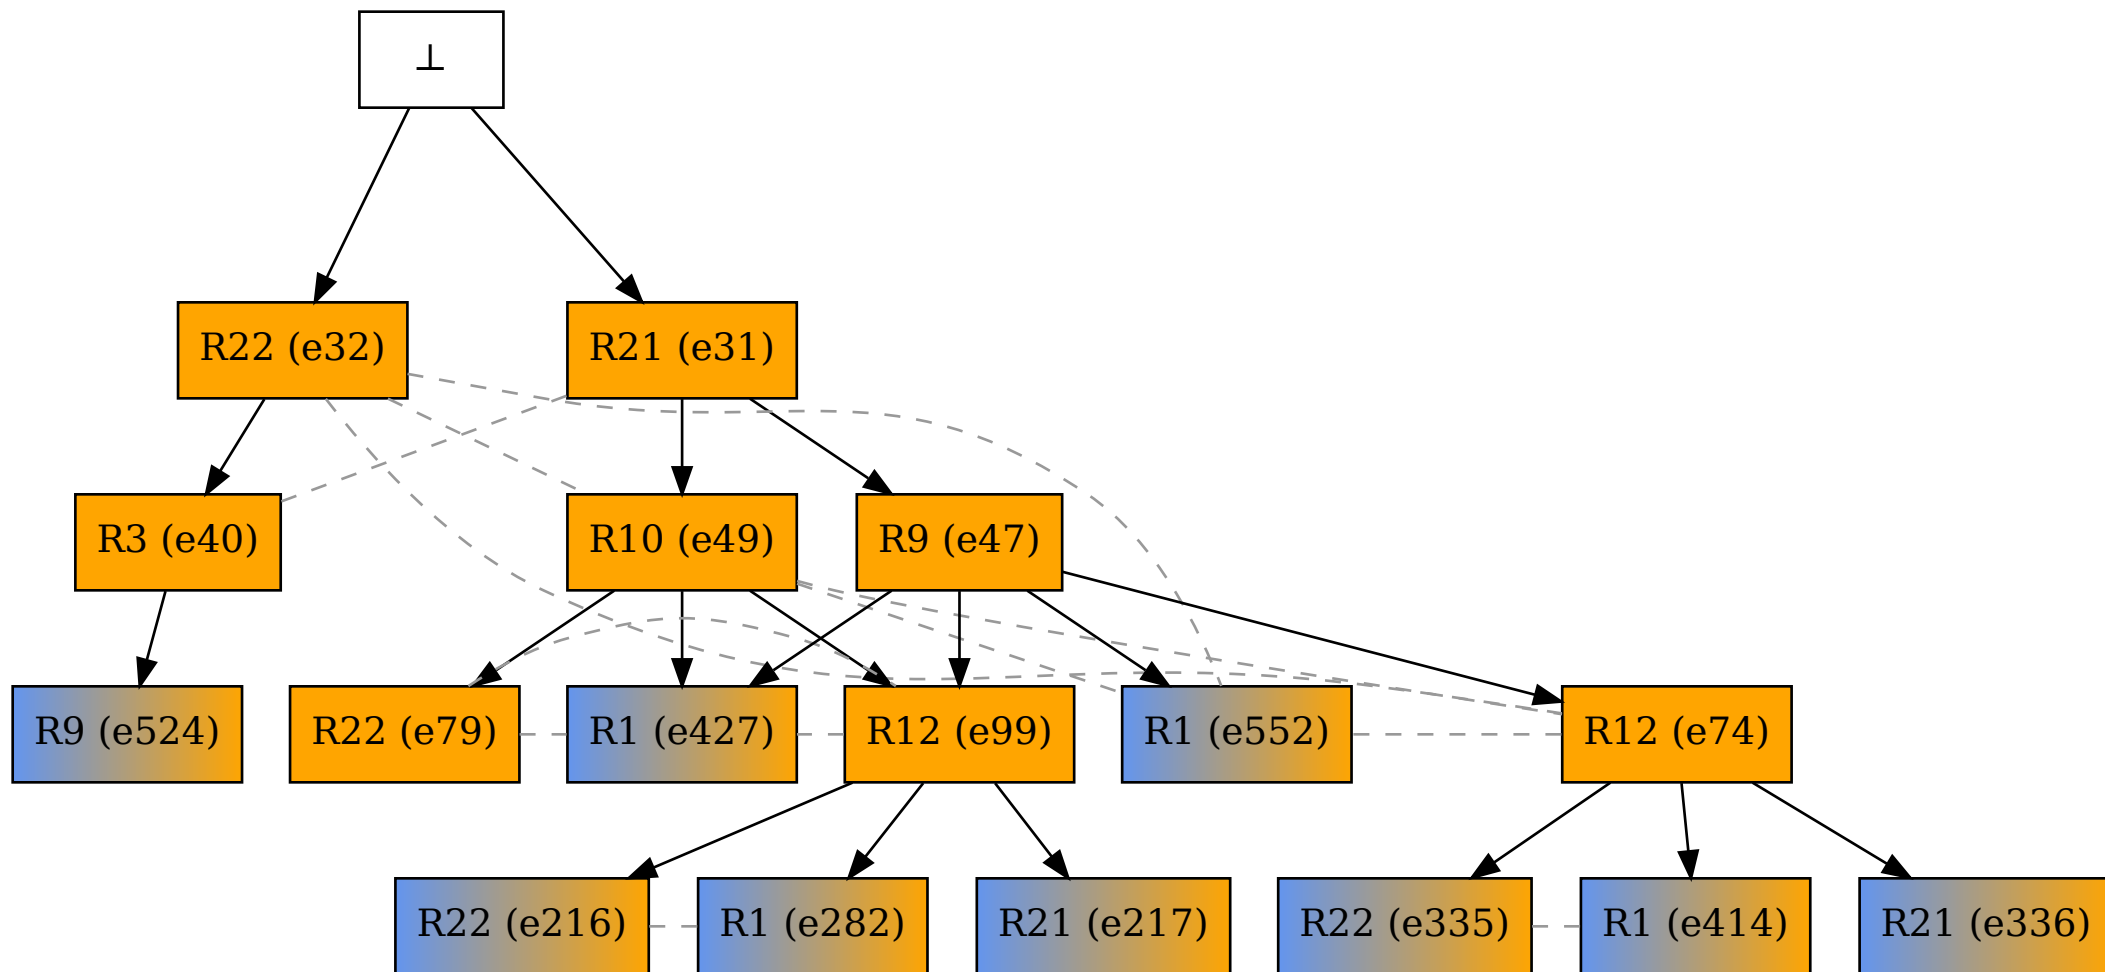 ⊥
R22 (e32)
R21 (e31)
R3 (e40)
R10 (e49)
R9 (e47)
R9 (e524)
R22 (e79)
R1 (e427)
R12 (e99)
R1 (e552)
R12 (e74)
R22 (e216)
R1 (e282)
R21 (e217)
R22 (e335)
R1 (e414)
R21 (e336)